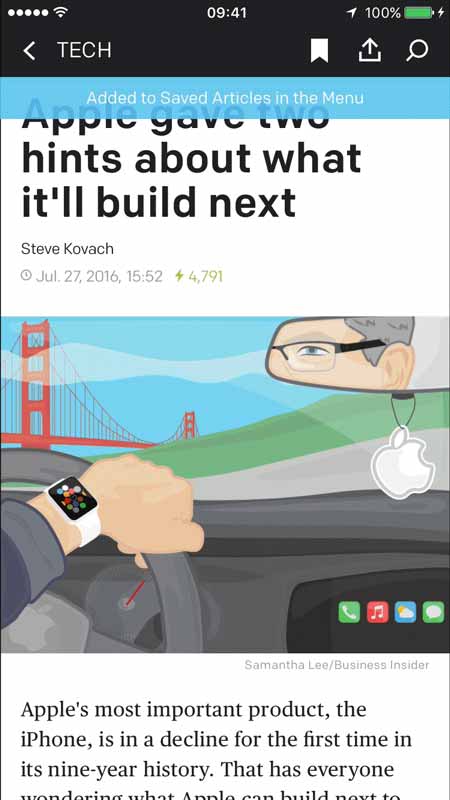 09:41
100%
TECH
Added to Saved Articles in the Menu
Apple gave two
hints about what
it'll build next
Steve Kovach
Jul. 27, 2016, 15:52 4,791
Samantha Lee/Business Insider
Apple's most important product, the
iPhone, is in a decline for the first time in
its nine-year history. That has everyone
wondering what Apple can build next to